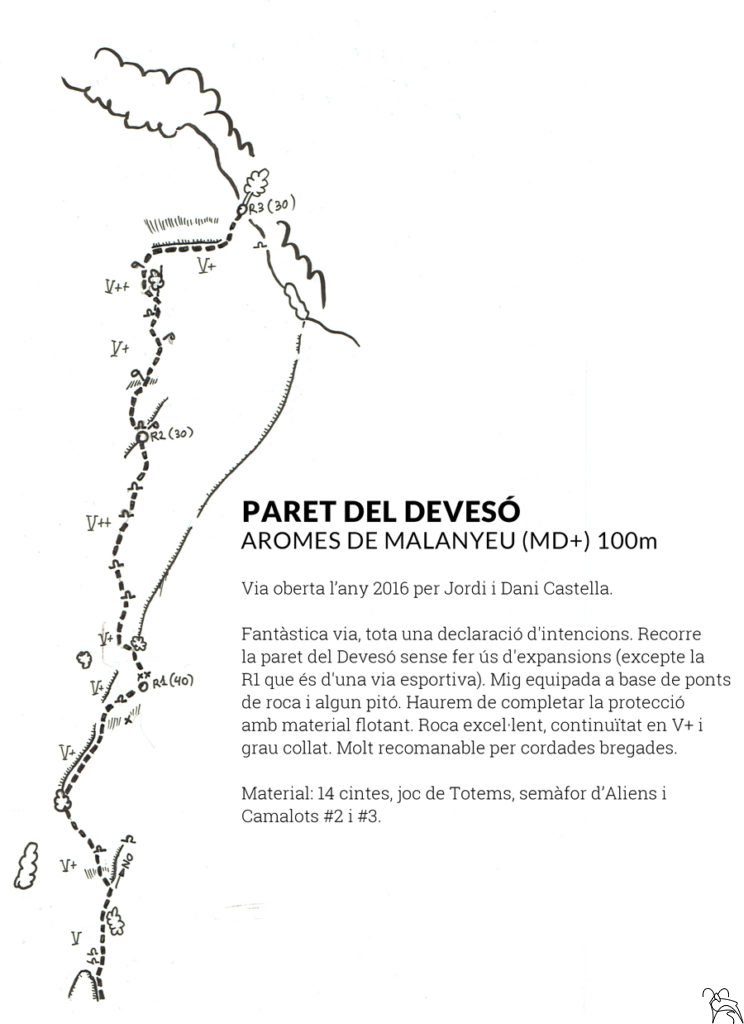 R3 (30)
V+
V++
V+
R2 (30)
V++
PARET DEL DEVESÓ
AROMES DE MALANYEU (MD+) 100m
Via oberta l’any 2016 per Jordi i Dani Castella.
Fantàstica via, tota una declaració d'intencions. Recorre
la paret del Devesó sense fer ús d'expansions (excepte la
R1 que és d'una via esportiva). Mig equipada a base de ponts
de roca i algun pitó. Haurem de completar la protecció
amb material flotant. Roca excel·lent, continuïtat en V+ i
grau collat. Molt recomanable per cordades bregades.
Material: 14 cintes, joc de Totems, semàfor d’Aliens i
Camalots #2 i #3.
V+
R1 (40)
V+
V+
V+
NO
V